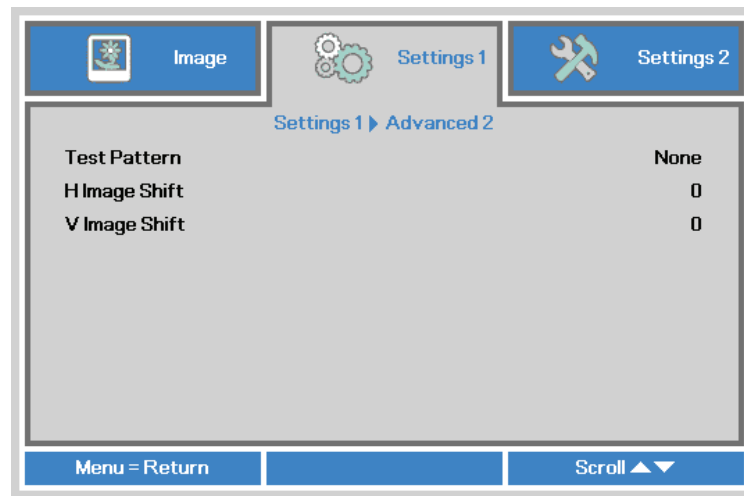 Image
Settings 1
Settings 2
Settings 1 ▶ Advanced 2
Test Pattern None
H Image Shift 0
V Image Shift 0
Menu = Return
Scroll ▲▼